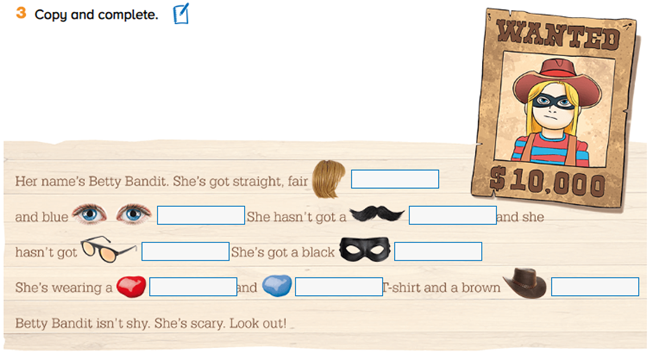 3 Copy and complete.
WANTED
$10,000
Her name's Betty Bandit. She's got straight, fair
and blue She hasn't got a and she
hasn't got She's got a black
She's wearing a and T-shirt and a brown
Betty Bandit isn't shy. She's scary. Look out!